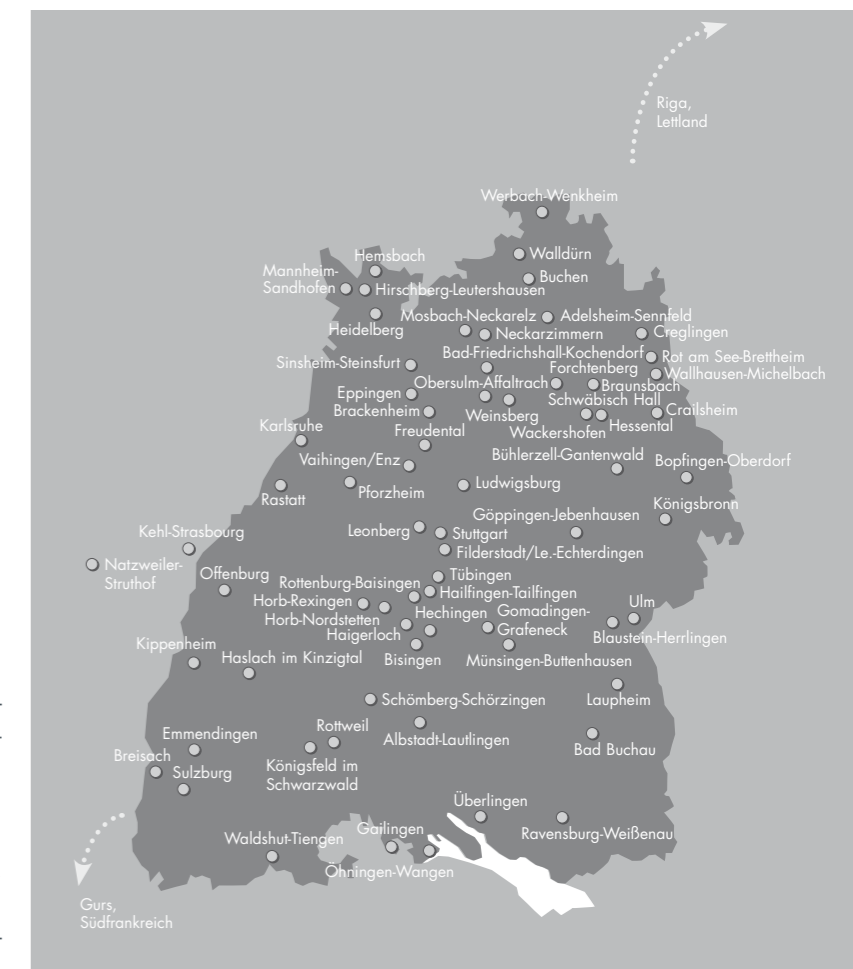 Riga,
Lettland
Werbach-Wenkheim
Walldürn
Hemsbach
Buchen
Mannheim-
Sandhofen
Hirschberg-Leutershausen
Mosbach-Neckarelz
Adelsheim-Sennfeld
Heidelberg
Neckarzimmern
Creglingen
Bad-Friedrichshall-Kochendorf
Rot am See-Brettheim
Sinsheim-Steinsfurt
Forchtenberg
Wallhausen-Michelbach
Obersulm-Affaltrach
Braunsbach
Eppingen
Schwäbisch Hall
Brackenheim
Weinsberg
Crailsheim
Karlsruhe
Freudental
Wackershofen
Hessental
Bühlerzell-Gantenwald
Vaihingen/Enz
Bopfingen-Oberdorf
Rastatt
Pforzheim
Ludwigsburg
Königsbronn
Göppingen-Jebenhausen
Kehl-Strasbourg
Leonberg
Stuttgart
Filderstadt/Le.-Echterdingen
Natzweiler-
Struthof
Offenburg
Tübingen
Rottenburg-Baisingen
Hailfingen-Tailfingen
Horb-Rexingen
Ulm
Hechingen
Gomadingen-
Grafeneck
Horb-Nordstetten
Haigerloch
Blaustein-Herrlingen
Kippenheim
Haslach im Kinzigtal
Bisingen
Münsingen-Buttenhausen
Schömberg-Schörzingen
Laupheim
Rottweil
Emmendingen
Albstadt-Lautlingen
Bad Buchau
Breisach
Königsfeld im
Schwarzwald
Sulzburg
Überlingen
Gailingen
Ravensburg-Weißenau
Waldshut-Tiengen
Öhningen-Wangen
Gurs,
Südfrankreich